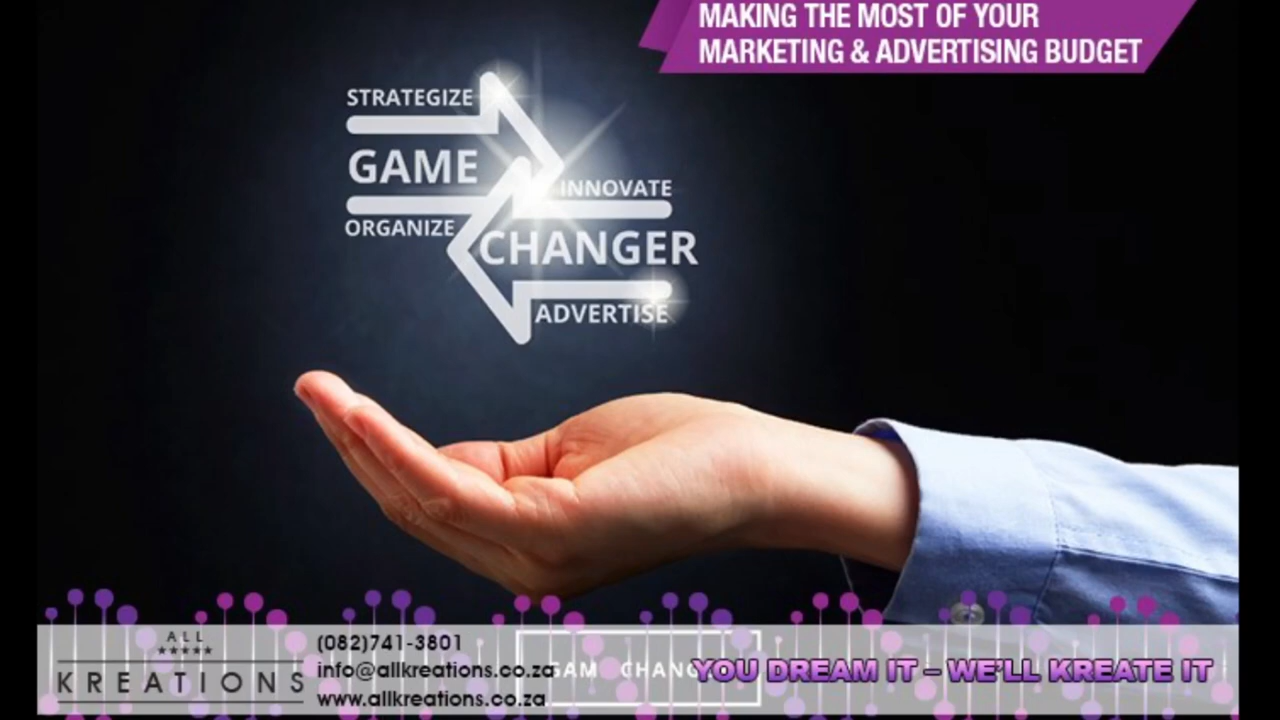 MAKING THE MOST OF YOUR
MARKETING & ADVERTISING BUDGET
STRATEGIZE
GAME
INNOVATE
ORGANIZE
CHANGER
ADVERTISE
ALL
KREATIONS
(082)741-3801
info@allkreations.co.za
www.allkreations.co.za
YOU DREAM IT – WE'LL KREATE IT